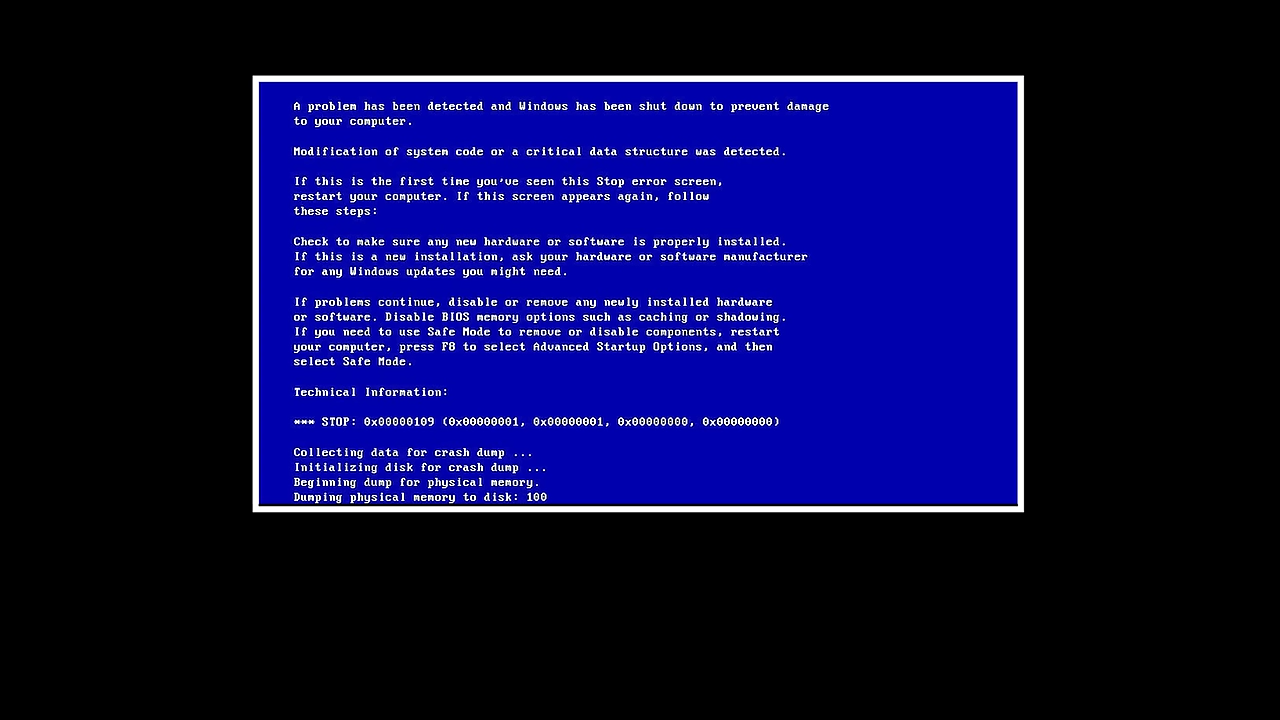 A problem has been detected and Windows has been shut down to prevent damage
to your computer.
Modification of system code or a critical data structure was detected.
If this is the first time you've seen this Stop error screen,
restart your computer. If this screen appears again, follow
these steps:
Check to make sure any new hardware or software is properly installed.
If this is a new installation, ask your hardware or software manufacturer
for any Windows updates you might need.
If problems continue, disable or remove any newly installed hardware
or software. Disable BIOS memory options such as caching or shadowing.
If you need to use Safe Mode to remove or disable components, restart
your computer, press F8 to select Advanced Startup Options, and then
select Safe Mode.
Technical Information:
*** STOP: 0x00000109 (0x00000001, 0x00000001, 0x00000000, 0x00000000)
Collecting data for crash dump ...
Initializing disk for crash dump ...
Beginning dump for physical memory.
Dumping physical memory to disk: 100